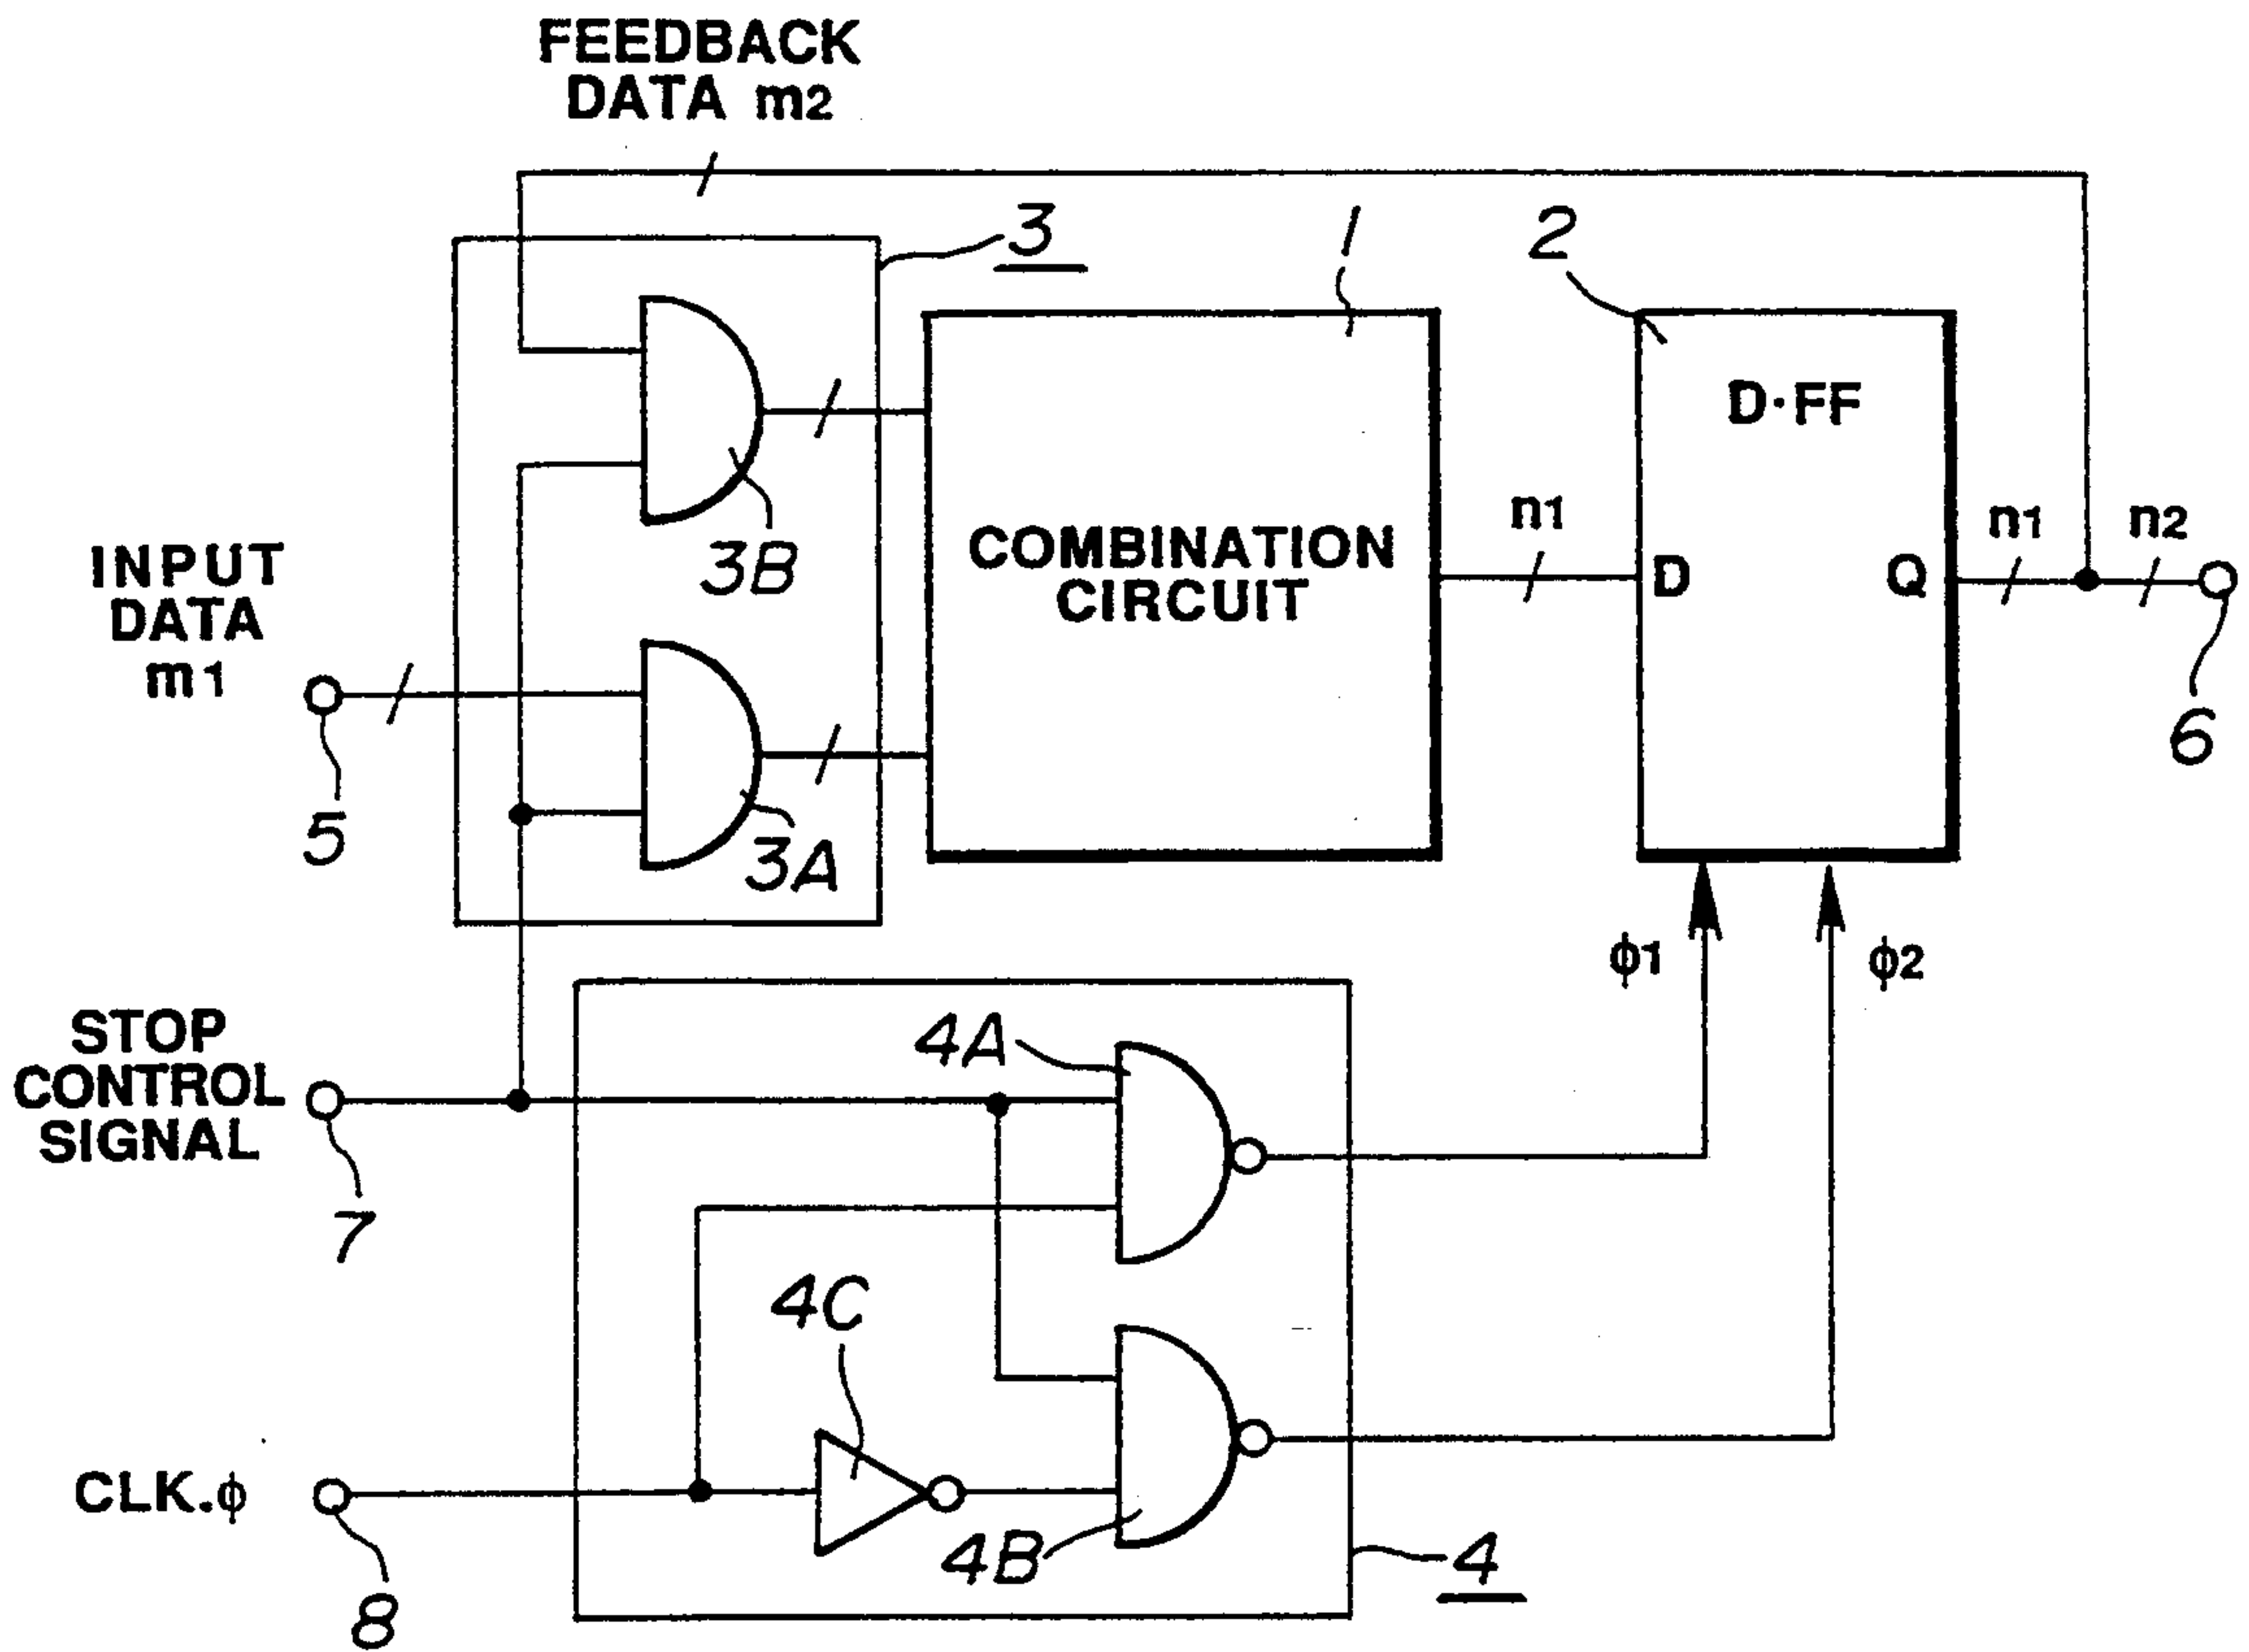 FEEDBACK
DATA m2
3
1
2
D·FF
3B
INPUT
DATA
m1
COMBINATION
CIRCUIT
n1
D
Q
n1
n2
5
3A
6
φ1
φ2
STOP
CONTROL
SIGNAL
4A
7
4C
CLK.φ
4B
4
8